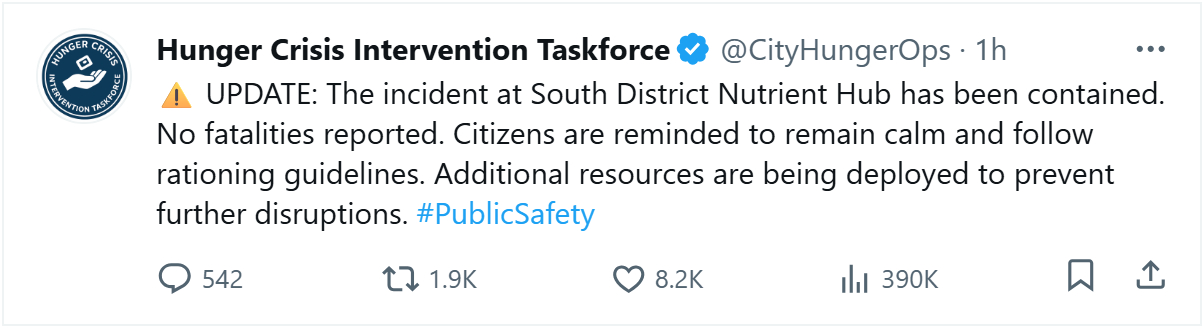 HUNGER CRISIS
INTERVENTION TASKFORCE
Hunger Crisis Intervention Taskforce @CityHungerOps · 1h
⚠️ UPDATE: The incident at South District Nutrient Hub has been contained.
No fatalities reported. Citizens are reminded to remain calm and follow
rationing guidelines. Additional resources are being deployed to prevent
further disruptions. #PublicSafety
542 1.9K 8.2K 390K